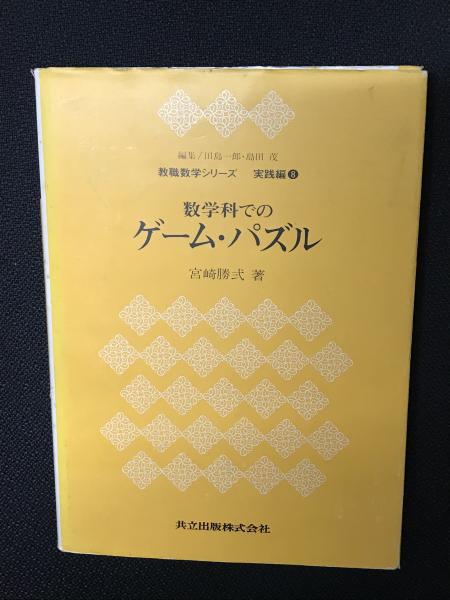 編集/田島一郎・島田 茂
教職数学シリーズ 実践編8
数学科での
ゲーム・パズル
宮崎勝弐 著
共立出版株式会社